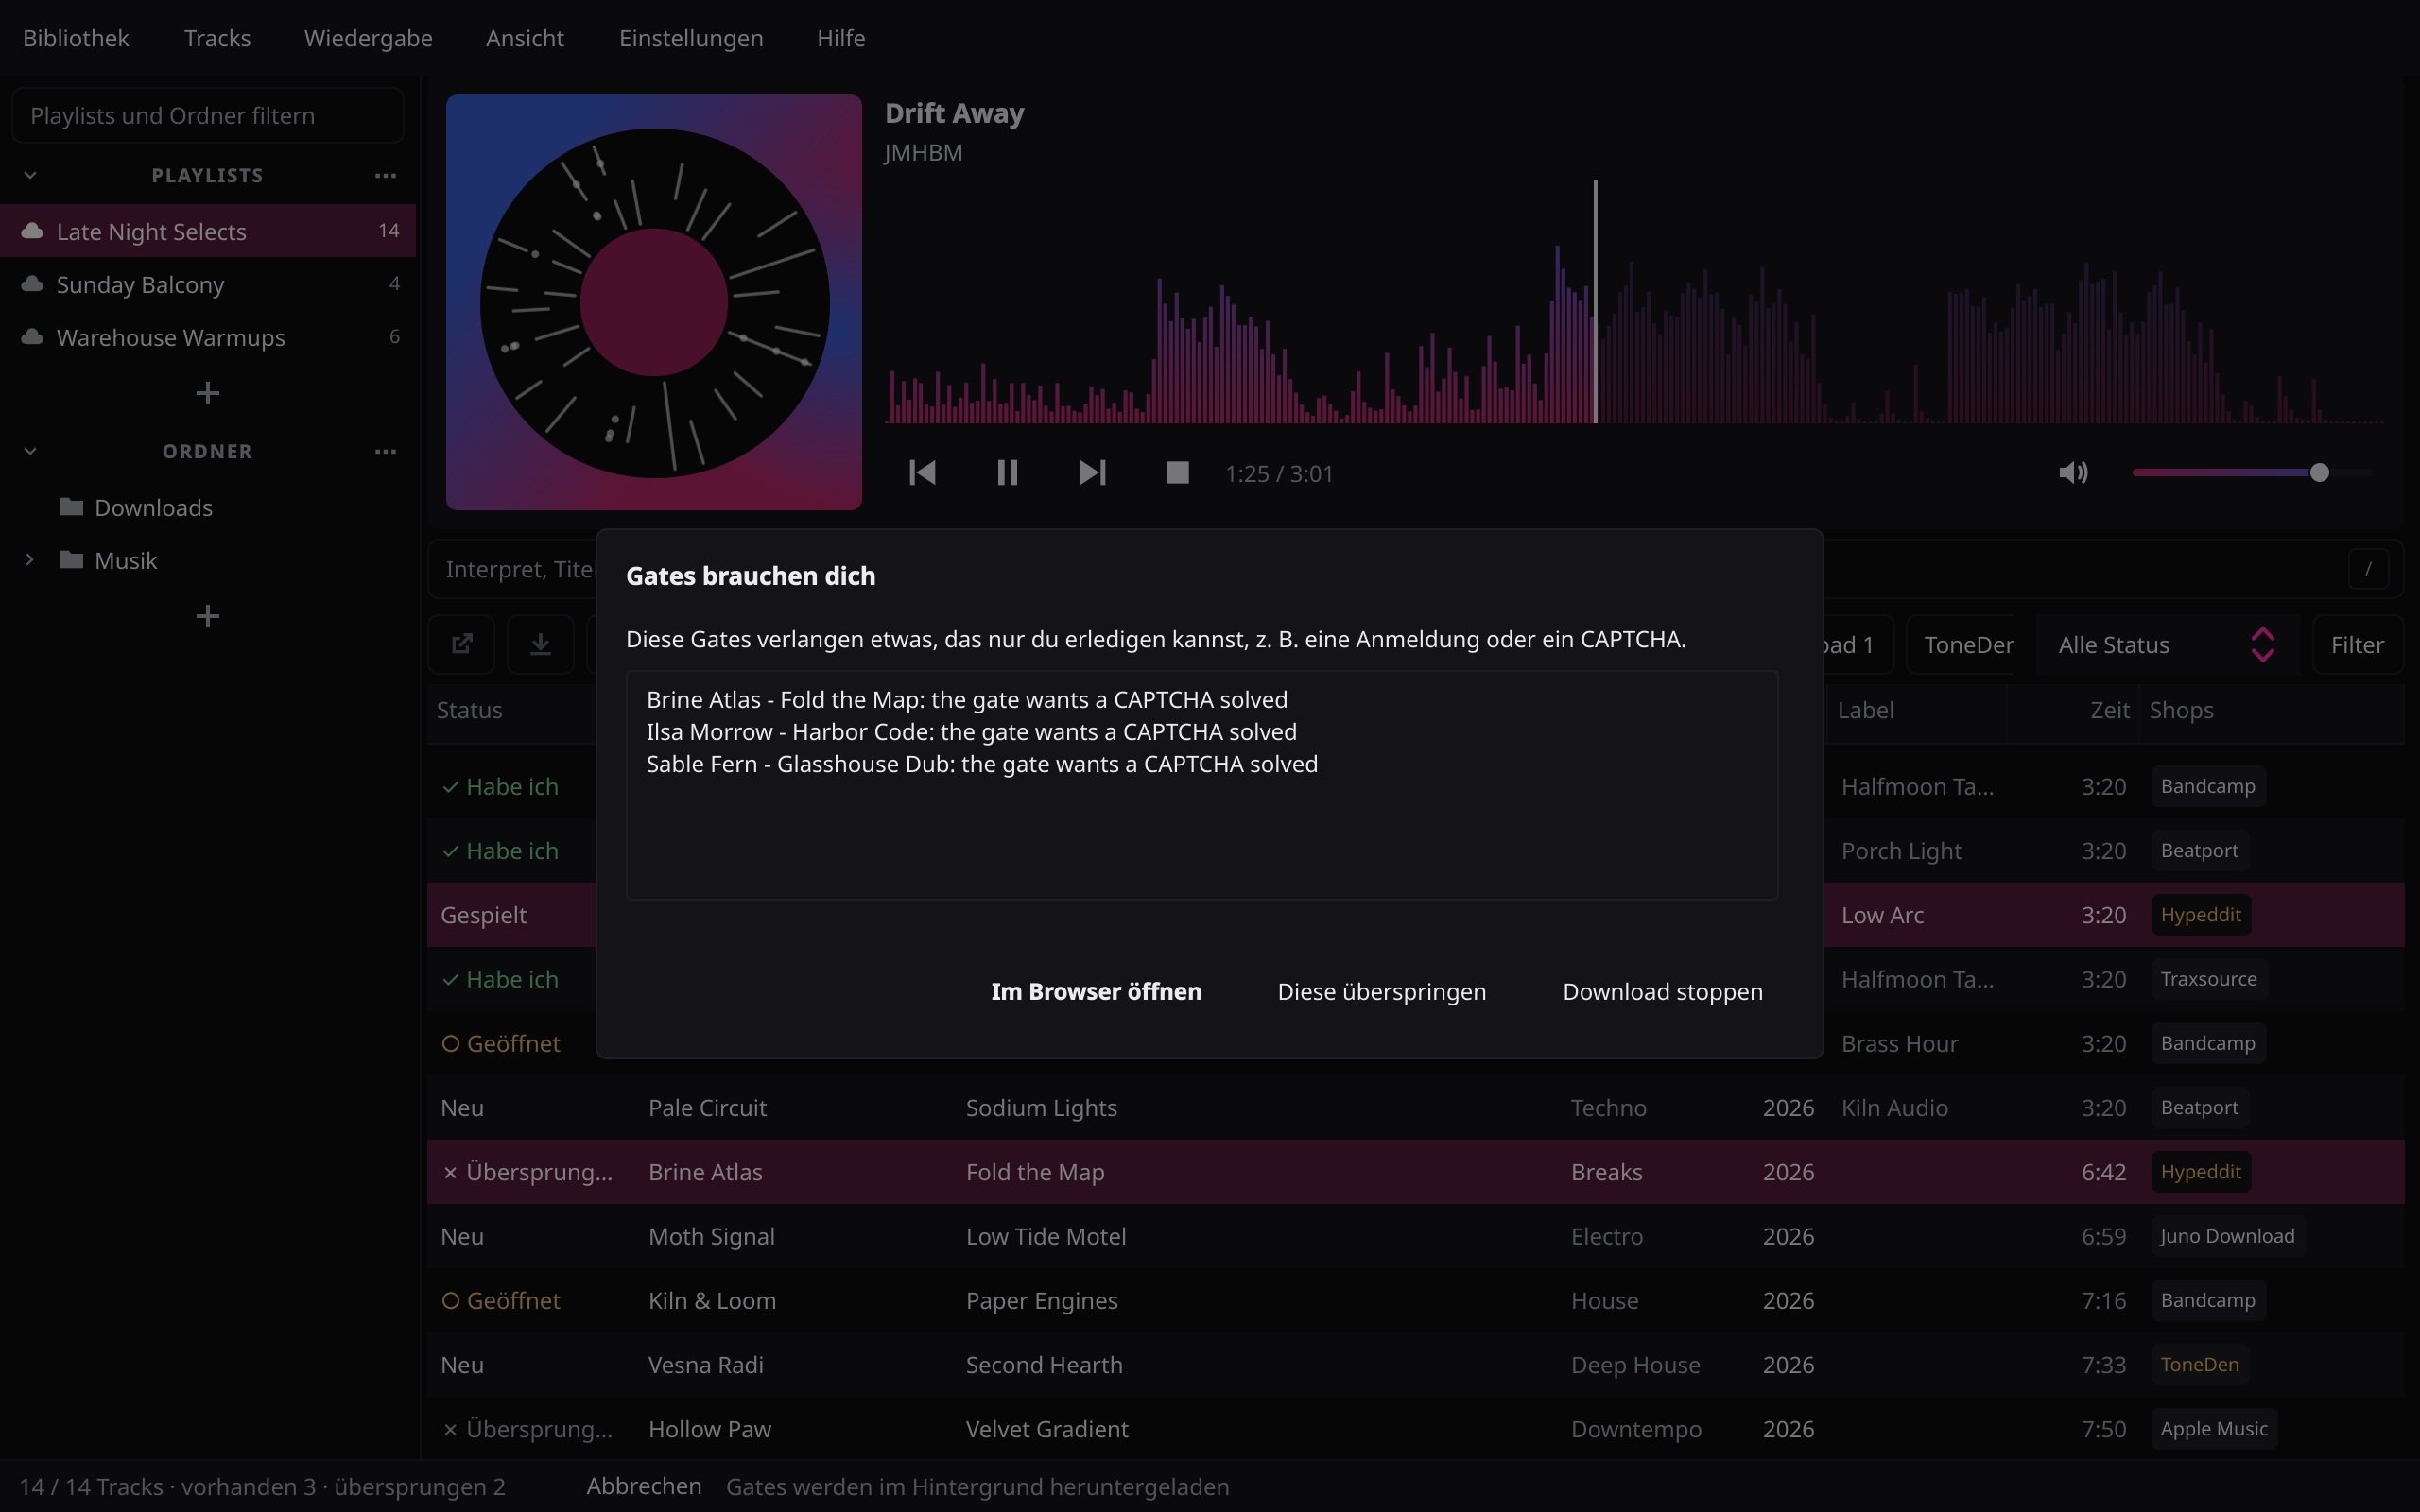 Bibliothek Tracks Wiedergabe Ansicht Einstellungen Hilfe
Playlists und Ordner filtern
PLAYLISTS ...
Late Night Selects 14
Sunday Balcony 4
Warehouse Warmups 6
+
ORDNER ...
Downloads
Musik
+
Drift Away
JMHBM
1:25 / 3:01
Interpret, Tite
/
oad 1 ToneDer Alle Status Filter
Status Label Zeit Shops
✓ Habe ich Halfmoon Ta... 3:20 Bandcamp
✓ Habe ich Porch Light 3:20 Beatport
Gespielt Low Arc 3:20 Hypeddit
✓ Habe ich Halfmoon Ta... 3:20 Traxsource
Geöffnet Brass Hour 3:20 Bandcamp
Gates brauchen dich
Diese Gates verlangen etwas, das nur du erledigen kannst, z. B. eine Anmeldung oder ein CAPTCHA.
Brine Atlas - Fold the Map: the gate wants a CAPTCHA solved
Ilsa Morrow - Harbor Code: the gate wants a CAPTCHA solved
Sable Fern - Glasshouse Dub: the gate wants a CAPTCHA solved
Im Browser öffnen Diese überspringen Download stoppen
Neu Pale Circuit Sodium Lights Techno 2026 Kiln Audio 3:20 Beatport
× Übersprung... Brine Atlas Fold the Map Breaks 2026 6:42 Hypeddit
Neu Moth Signal Low Tide Motel Electro 2026 6:59 Juno Download
Geöffnet Kiln & Loom Paper Engines House 2026 7:16 Bandcamp
Neu Vesna Radi Second Hearth Deep House 2026 7:33 ToneDen
× Übersprung... Hollow Paw Velvet Gradient Downtempo 2026 7:50 Apple Music
14 / 14 Tracks · vorhanden 3 · übersprungen 2 Abbrechen Gates werden im Hintergrund heruntergeladen